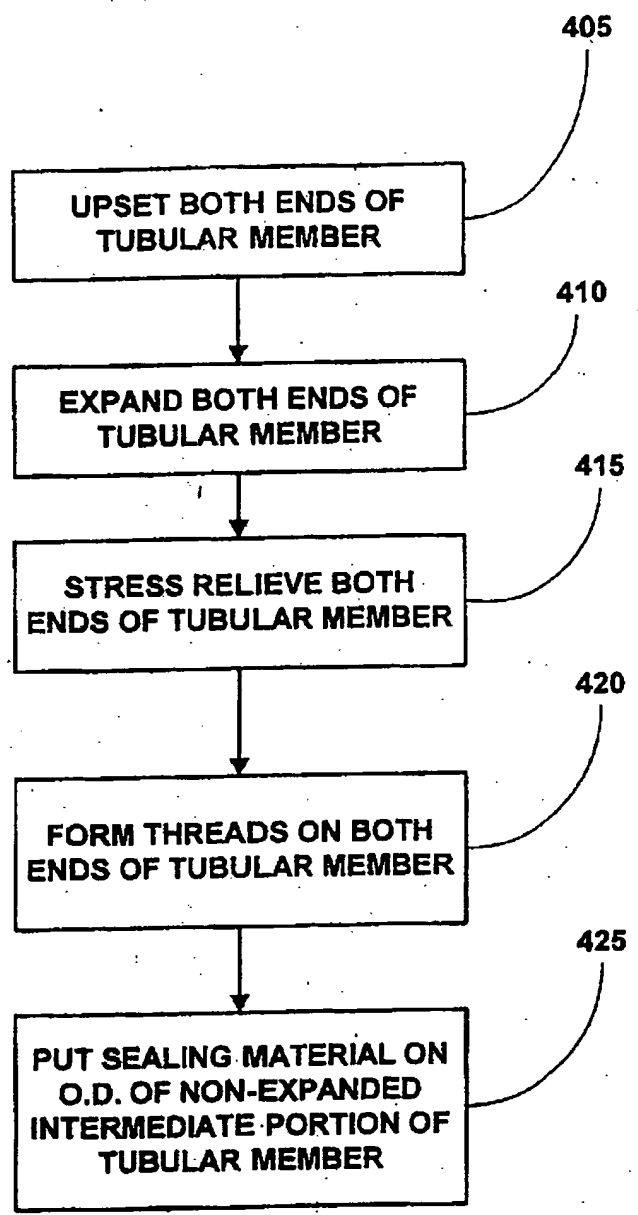 405
UPSET BOTH ENDS OF
TUBULAR MEMBER
410
EXPAND BOTH ENDS OF
TUBULAR MEMBER
415
STRESS RELIEVE BOTH
ENDS OF TUBULAR MEMBER
420
FORM THREADS ON BOTH
ENDS OF TUBULAR MEMBER
425
PUT SEALING MATERIAL ON
O.D. OF NON-EXPANDED
INTERMEDIATE PORTION OF
TUBULAR MEMBER